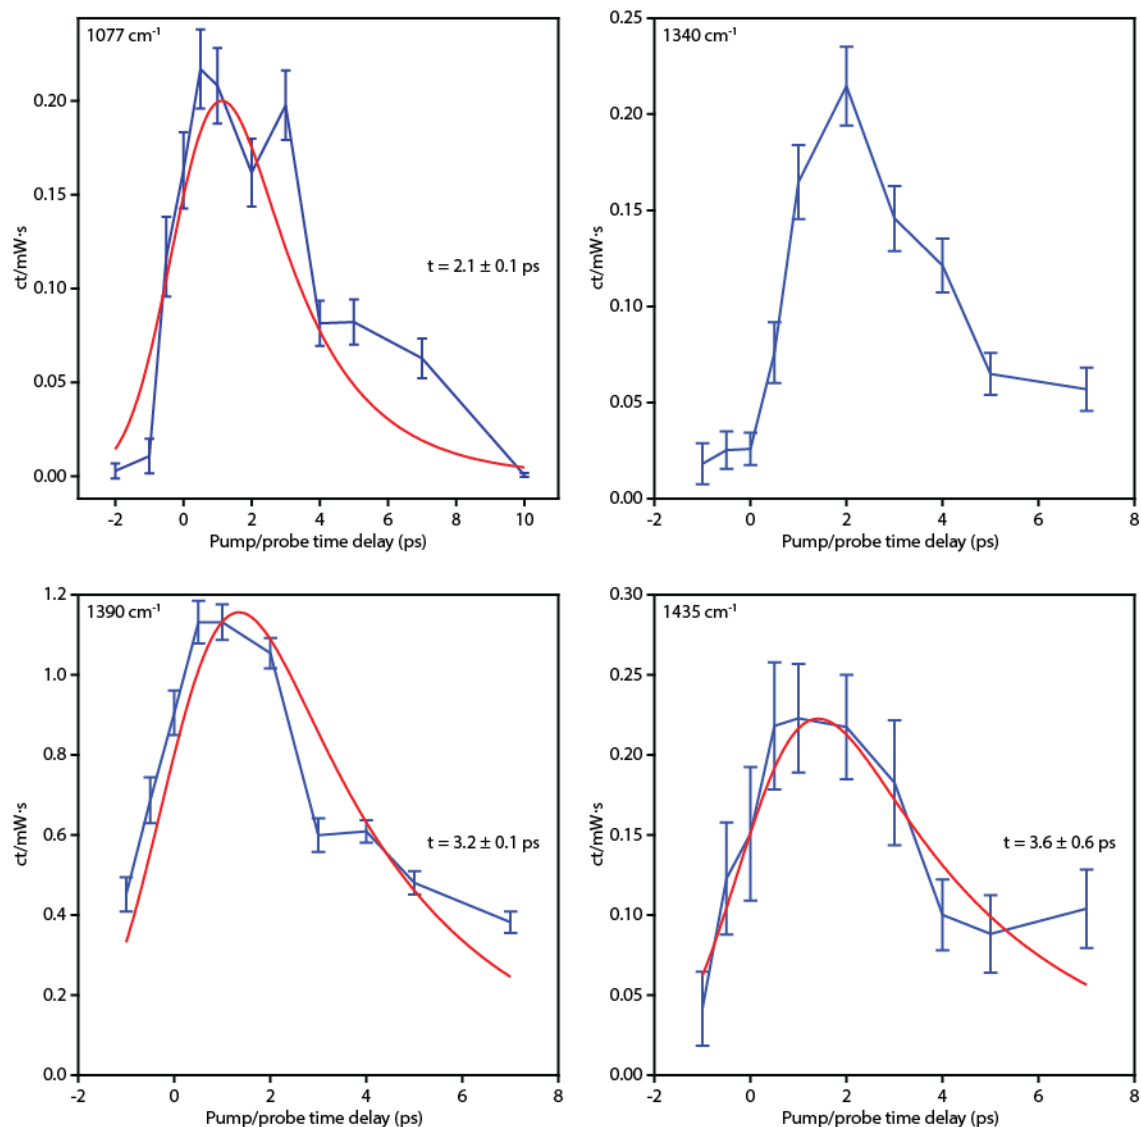 1077 cm⁻¹
0.20
0.15
0.10
0.05
0.00
ct/mW·s
t = 2.1 ± 0.1 ps
-2 0 2 4 6 8 10
Pump/probe time delay (ps)
1340 cm⁻¹
0.25
0.20
0.15
0.10
0.05
0.00
ct/mW·s
-2 0 2 4 6 8
Pump/probe time delay (ps)
1390 cm⁻¹
1.2
1.0
0.8
0.6
0.4
0.2
0.0
ct/mW·s
t = 3.2 ± 0.1 ps
-2 0 2 4 6 8
Pump/probe time delay (ps)
1435 cm⁻¹
0.30
0.25
0.20
0.15
0.10
0.05
0.00
ct/mW·s
t = 3.6 ± 0.6 ps
-2 0 2 4 6 8
Pump/probe time delay (ps)